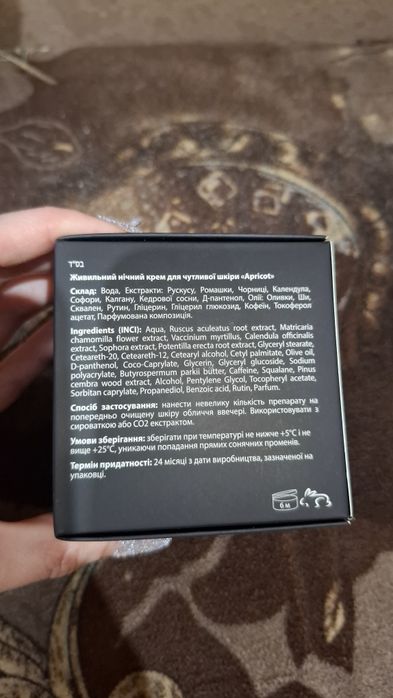 בס"ד
Живильний нічний крем для чутливої шкіри «Apricot»
Склад: Вода, Екстракти: Рускусу, Ромашки, Чорниці, Календула,
Софори, Калгану, Кедрової сосни, Д-пантенол, Олії: Оливки, Ши,
Сквален, Рутин, Гліцерин, Гліцерил глюкозид, Кофеїн, Токоферол
ацетат, Парфумована композиція.
Ingredients (INCI): Aqua, Ruscus aculeatus root extract, Matricaria
chamomilla flower extract, Vaccinium myrtillus, Calendula officinalis
extract, Sophora extract, Potentilla erecta root extract, Glyceryl stearate,
Ceteareth-20, Ceteareth-12, Cetearyl alcohol, Cetyl palmitate, Olive oil,
D-panthenol, Coco-Caprylate, Glycerin, Glyceryl glucoside, Sodium
polyacrylate, Butyrospermum parkii butter, Caffeine, Squalane, Pinus
cembra wood extract, Alcohol, Pentylene Glycol, Tocopheryl acetate,
Sorbitan caprylate, Propanediol, Benzoic acid, Rutin, Parfum.
Спосіб застосування: нанести невелику кількість препарату на
попередньо очищену шкіру обличчя ввечері. Використовувати з
сироваткою або CO2 екстрактом.
Умови зберігання: зберігати при температурі не нижче +5°C і не
вище +25°C, уникаючи попадання прямих сонячних променів.
Термін придатності: 24 місяці з дати виробництва, зазначеної на
упаковці.
6 м